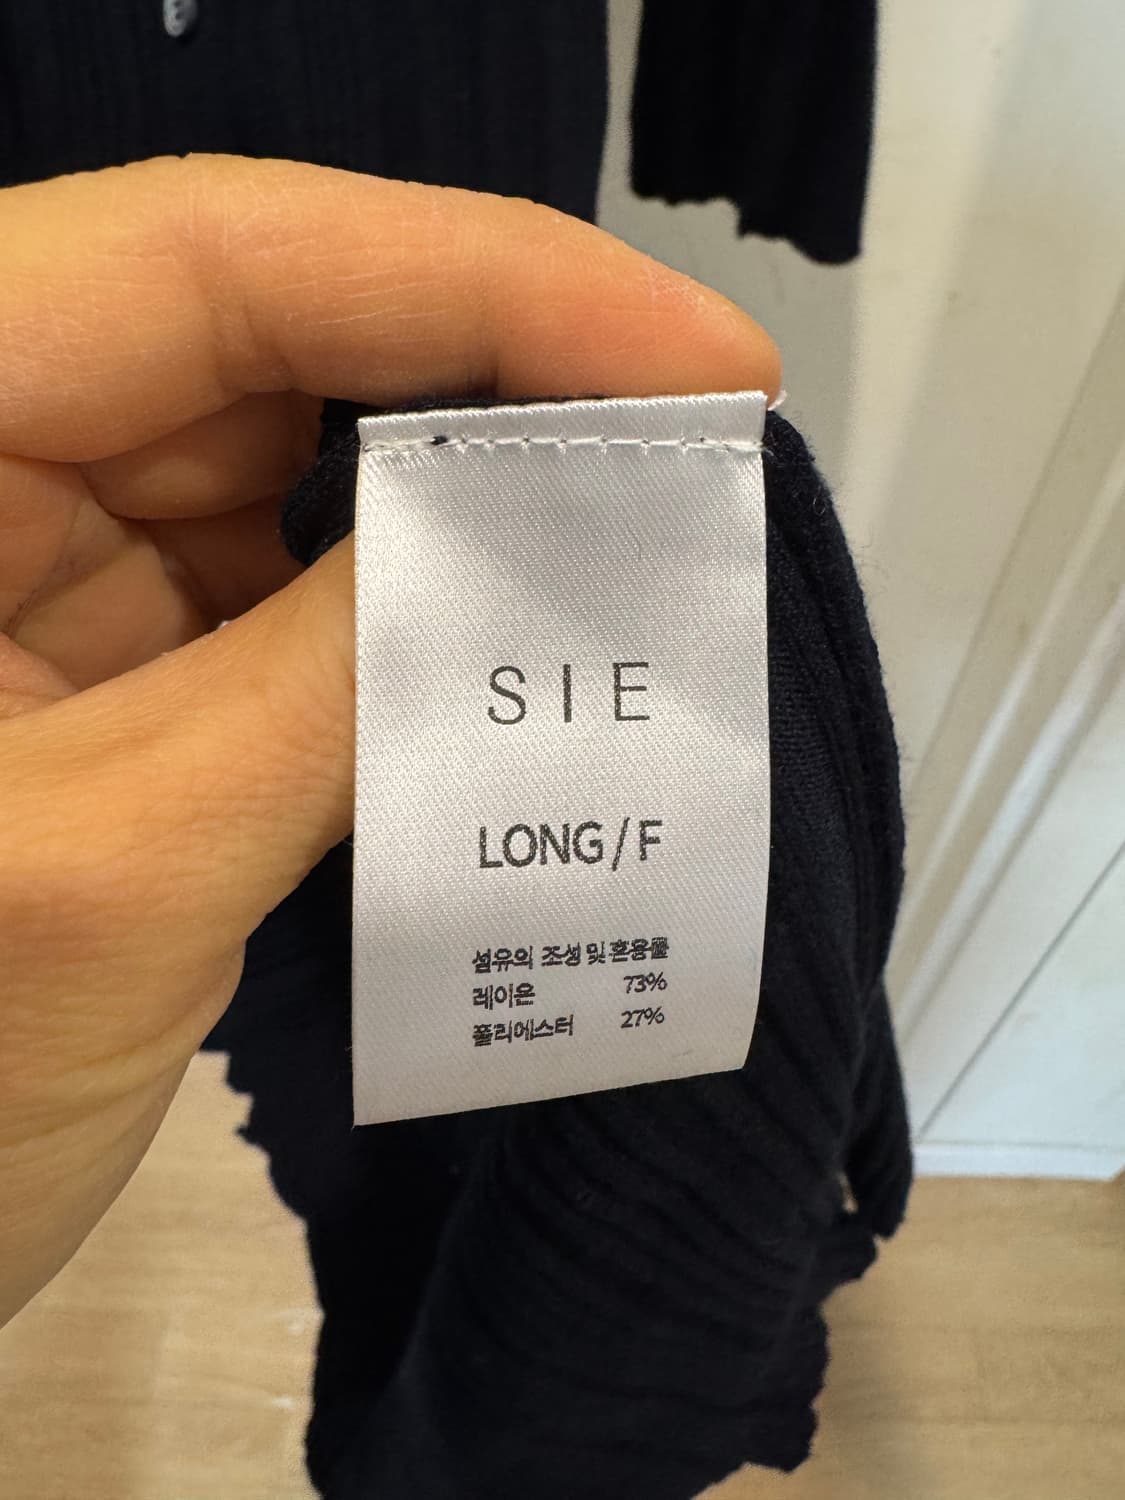 SIE
LONG/F
섬유의 조성 및 혼용률
레이온 73%
폴리에스터 27%